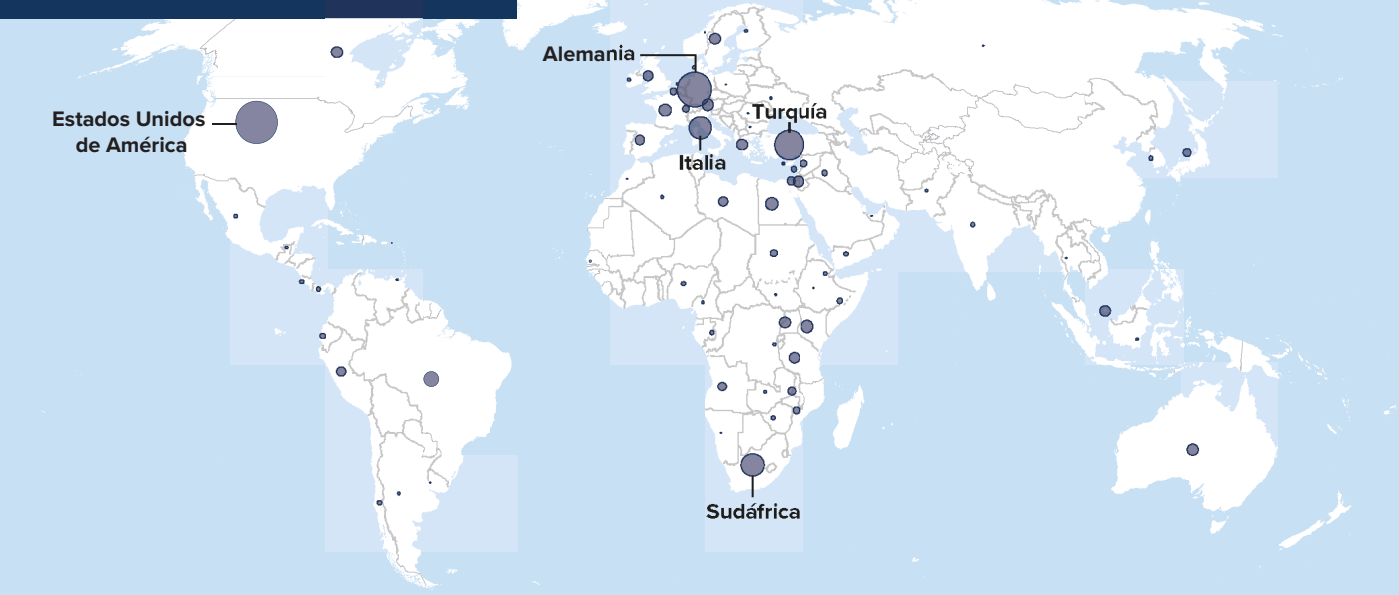 Alemania
Estados Unidos
de América
Turquía
Italia
Sudáfrica